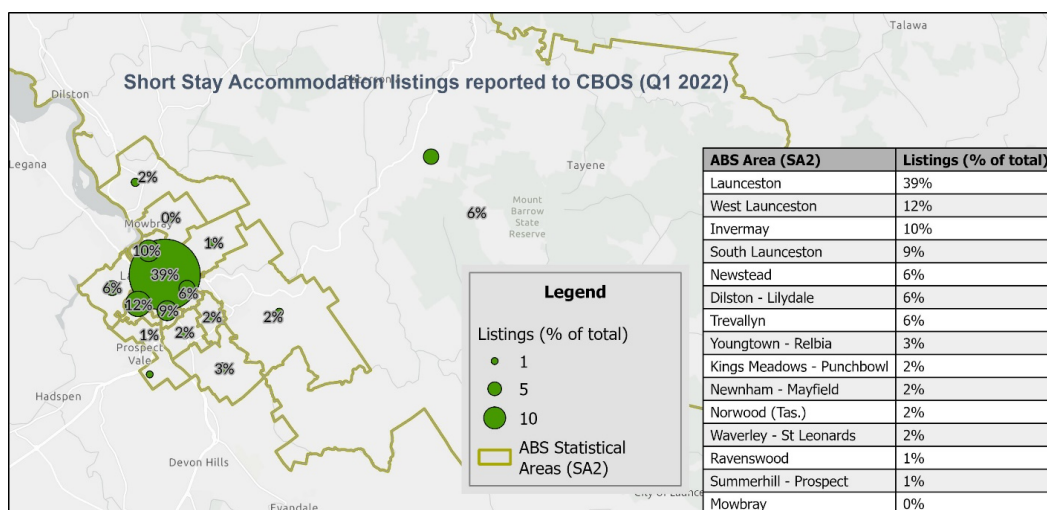 Talawa
Patersonia
Short Stay Accommodation listings reported to CBOS (Q1 2022)
Dilston
Legana
Tayene
2%
Mount
Barrow
State
Reserve
6%
0%
Mowbray
1%
10%
39%
6%
6%
12%
9%
2%
2%
1%
2%
Prospect
Vale
3%
Hadspen
Devon Hills
Evandale
Legend
Listings (% of total)
1
5
10
ABS Statistical
Areas (SA2)
ABS Area (SA2) Listings (% of total)
Launceston 39%
West Launceston 12%
Invermay 10%
South Launceston 9%
Newstead 6%
Dilston - Lilydale 6%
Trevallyn 6%
Youngtown - Relbia 3%
Kings Meadows - Punchbowl 2%
Newnham - Mayfield 2%
Norwood (Tas.) 2%
Waverley - St Leonards 2%
Ravenswood 1%
Summerhill - Prospect 1%
Mowbray 0%
City of Launce